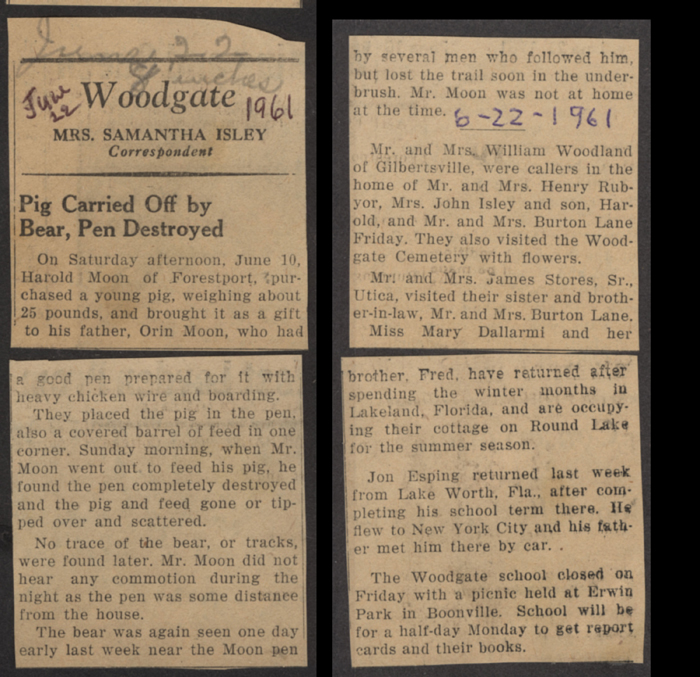 June 22
8 inches
June
22
Woodgate
1961
MRS. SAMANTHA ISLEY
Correspondent
Pig Carried Off by
Bear, Pen Destroyed
On Saturday afternoon, June 10,
Harold Moon of Forestport, pur-
chased a young pig, weighing about
25 pounds, and brought it as a gift
to his father, Orin Moon, who had
a good pen prepared for it with
heavy chicken wire and boarding.
They placed the pig in the pen,
also a covered barrel of feed in one
corner. Sunday morning, when Mr.
Moon went out to feed his pig, he
found the pen completely destroyed
and the pig and feed gone or tip-
ped over and scattered.
No trace of the bear, or tracks,
were found later. Mr. Moon did not
hear any commotion during the
night as the pen was some distance
from the house.
The bear was again seen one day
early last week near the Moon pen
by several men who followed him,
but lost the trail soon in the under-
brush. Mr. Moon was not at home
at the time.
6-22-1961
Mr. and Mrs. William Woodland
of Gilbertsville, were callers in the
home of Mr. and Mrs. Henry Rub-
yor, Mrs. John Isley and son, Har-
old, and Mr. and Mrs. Burton Lane
Friday. They also visited the Wood-
gate Cemetery with flowers.
Mr. and Mrs. James Stores, Sr.,
Utica, visited their sister and broth-
er-in-law, Mr. and Mrs. Burton Lane.
Miss Mary Dallarmi and her
brother, Fred, have returned after
spending the winter months in
Lakeland, Florida, and are occupy-
ing their cottage on Round Lake
for the summer season.
Jon Esping returned last week
from Lake Worth, Fla., after com-
pleting his school term there. He
flew to New York City and his fath-
er met him there by car. .
The Woodgate school closed on
Friday with a picnic held at Erwin
Park in Boonville. School will be
for a half-day Monday to get report
cards and their books.